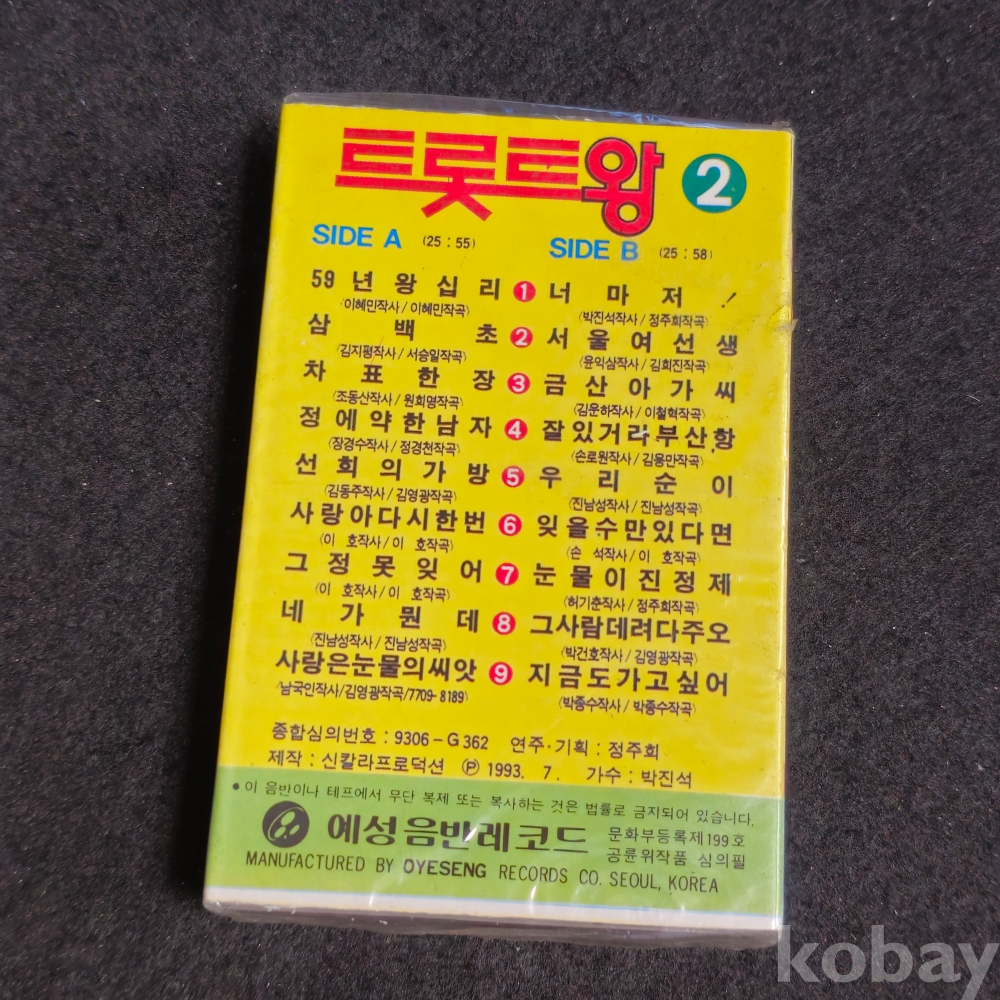 트롯트왕 2
SIDE A (25 : 55)
SIDE B (25 : 58)
59년왕십리 1 너마저
이혜민작사 / 이혜민작곡
(박진석작사 / 정주희작곡)
삼백초 2 서울여선생
(김지평작사 / 서승일작곡)
(윤익삼작사 / 김희진작곡)
차표한장 3 금산아가씨
(조동산작사 / 원희명작곡)
(김운하작사 / 이철혁작곡)
정에약한남자 4 잘있거라부산항
(장경수작사 / 정경천작곡)
(손로원작사 / 김용만작곡)
선희의가방 5 우리순이
(김동주작사 / 김영광작곡)
(진남성작사 / 진남성작곡)
사랑아다시한번 6 잊을수만있다면
(이 호작사 / 이 호작곡)
(손 석작사 / 이 호작곡)
그정못잊어 7 눈물이진정제
(이 호작사 / 이 호작곡)
(허기춘작사 / 정주희작곡)
네가뭔데 8 그사람데려다주오
(진남성작사 / 진남성작곡)
(박건호작사 / 김영광작곡)
사랑은눈물의씨앗 9 지금도가고싶어
(남국인작사/김영광작곡/7709-8189)
(박종수작사 / 박종수작곡)
종합심의번호 : 9306-G362 연주·기획 : 정주희
제작 : 신칼라프로덕션 ℗ 1993. 7. 가수 : 박진석
• 이 음반이나 테프에서 무단 복제 또는 복사하는 것은 법률로 금지되어 있습니다.
예성음반레코드
문화부등록제199호
공륜위작품 심의필
MANUFACTURED BY OYESENG RECORDS CO. SEOUL, KOREA
kobay